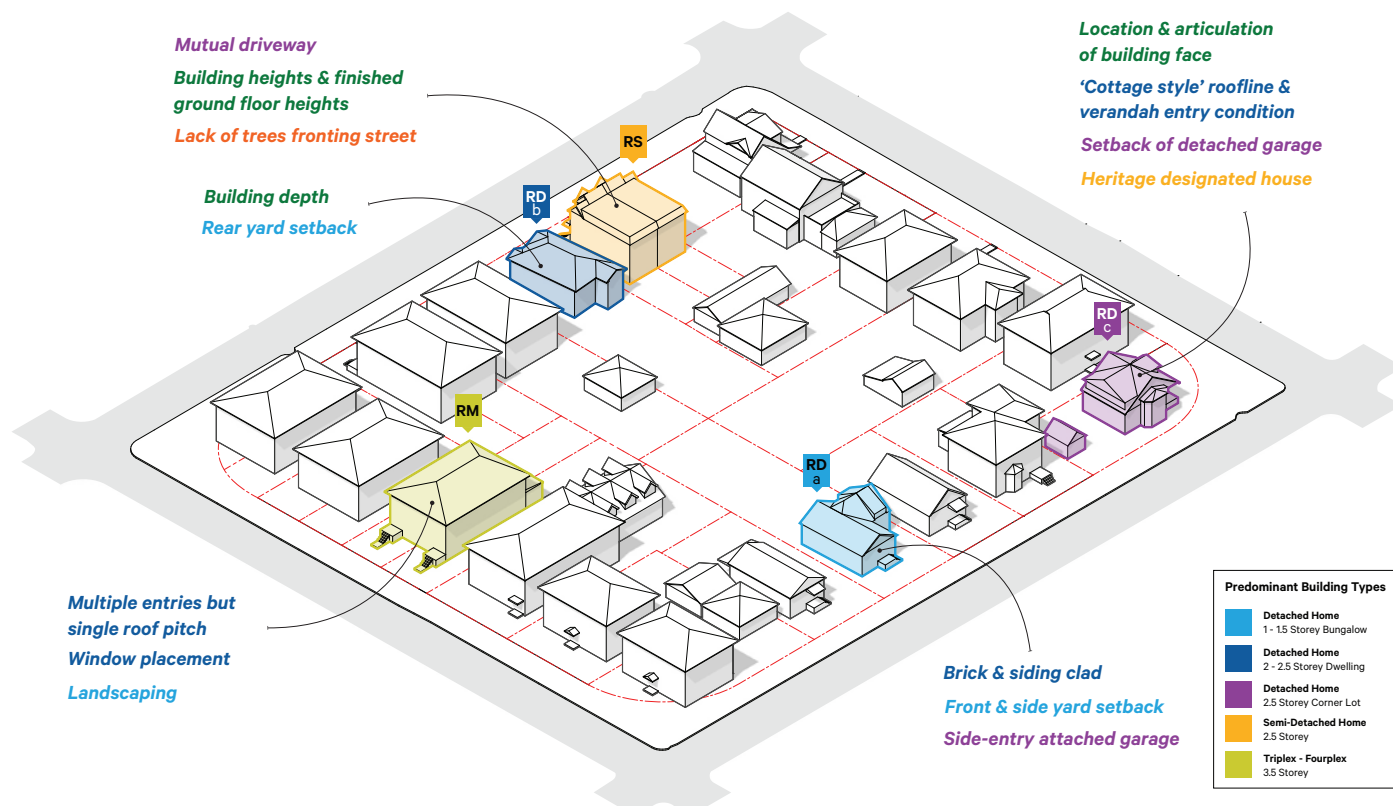 Mutual driveway
Building heights & finished
ground floor heights
Lack of trees fronting street
Building depth
Rear yard setback
Location & articulation
of building face
‘Cottage style’ roofline &
verandah entry condition
Setback of detached garage
Heritage designated house
RS
RD
b
RD
c
RM
RD
a
Multiple entries but
single roof pitch
Window placement
Landscaping
Brick & siding clad
Front & side yard setback
Side-entry attached garage
Predominant Building Types
Detached Home
1 - 1.5 Storey Bungalow
Detached Home
2 - 2.5 Storey Dwelling
Detached Home
2.5 Storey Corner Lot
Semi-Detached Home
2.5 Storey
Triplex - Fourplex
3.5 Storey